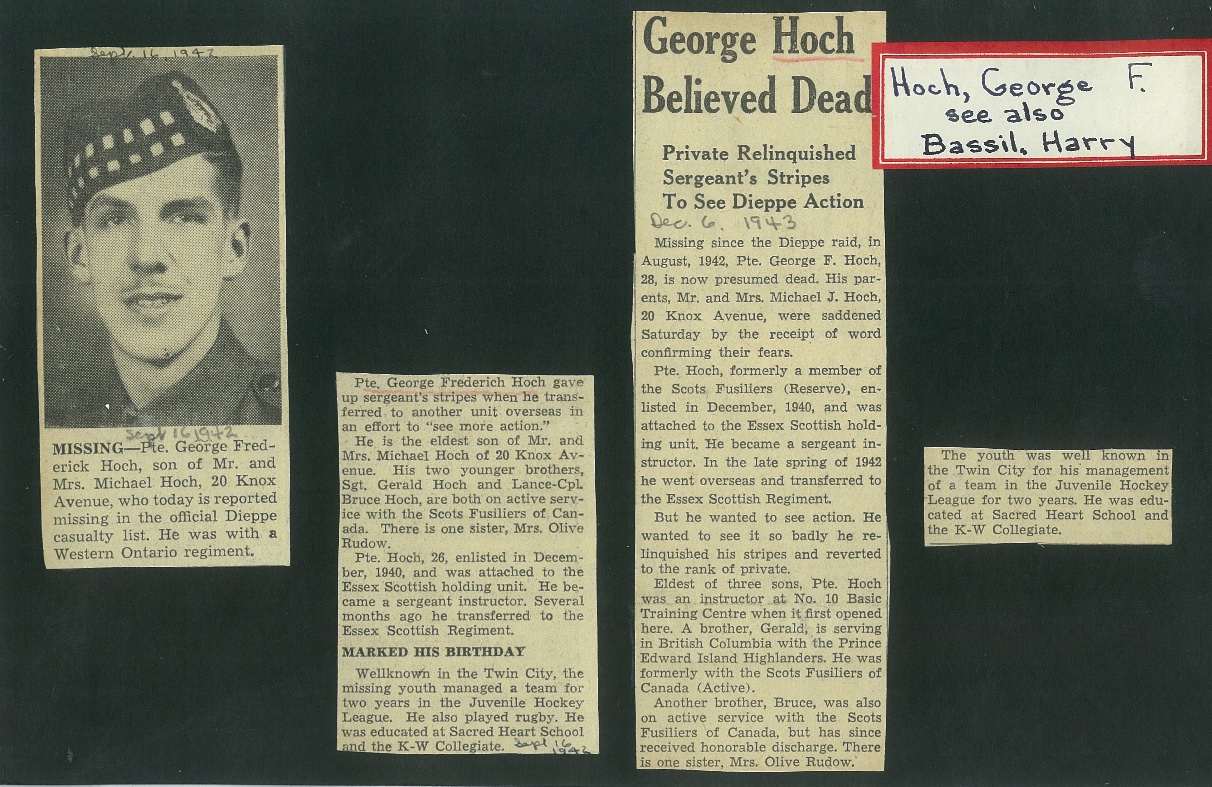 Sept. 16, 1942
Sept 16 1942
MISSING—Pte. George Fred-
erick Hoch, son of Mr. and
Mrs. Michael Hoch, 20 Knox
Avenue, who today is reported
missing in the official Dieppe
casualty list. He was with a
Western Ontario regiment.
Pte. George Frederich Hoch gave
up sergeant's stripes when he trans-
ferred to another unit overseas in
an effort to "see more action."
He is the eldest son of Mr. and
Mrs. Michael Hoch of 20 Knox Av-
enue. His two younger brothers,
Sgt. Gerald Hoch and Lance-Cpl.
Bruce Hoch, are both on active serv-
ice with the Scots Fusiliers of Can-
ada. There is one sister, Mrs. Olive
Rudow.
Pte. Hoch, 26, enlisted in Decem-
ber, 1940, and was attached to the
Essex Scottish holding unit. He be-
came a sergeant instructor. Several
months ago he transferred to the
Essex Scottish Regiment.
MARKED HIS BIRTHDAY
Wellknown in the Twin City, the
missing youth managed a team for
two years in the Juvenile Hockey
League. He also played rugby. He
was educated at Sacred Heart School
and the K-W Collegiate. Sept 16
1942
George Hoch
Believed Dead
Private Relinquished
Sergeant's Stripes
To See Dieppe Action
Dec. 6, 1943
Missing since the Dieppe raid, in
August, 1942, Pte. George F. Hoch,
28, is now presumed dead. His par-
ents, Mr. and Mrs. Michael J. Hoch,
20 Knox Avenue, were saddened
Saturday by the receipt of word
confirming their fears.
Pte. Hoch, formerly a member of
the Scots Fusiliers (Reserve), en-
listed in December, 1940, and was
attached to the Essex Scottish hold-
ing unit. He became a sergeant in-
structor. In the late spring of 1942
he went overseas and transferred to
the Essex Scottish Regiment.
But he wanted to see action. He
wanted to see it so badly he re-
linquished his stripes and reverted
to the rank of private.
Eldest of three sons, Pte. Hoch
was an instructor at No. 10 Basic
Training Centre when it first opened
here. A brother, Gerald, is serving
in British Columbia with the Prince
Edward Island Highlanders. He was
formerly with the Scots Fusiliers of
Canada (Active).
Another brother, Bruce, was also
on active service with the Scots
Fusiliers of Canada, but has since
received honorable discharge. There
is one sister, Mrs. Olive Rudow.
Hoch, George F.
see also
Bassil, Harry
The youth was well known in
the Twin City for his management
of a team in the Juvenile Hockey
League for two years. He was edu-
cated at Sacred Heart School and
the K-W Collegiate.